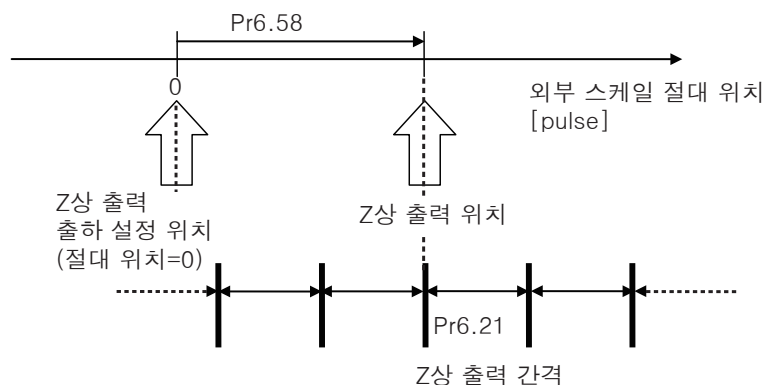 Pr6.58
0
외부 스케일 절대 위치
[pulse]
Z상 출력
출하 설정 위치
(절대 위치=0)
Z상 출력 위치
Pr6.21
Z상 출력 간격